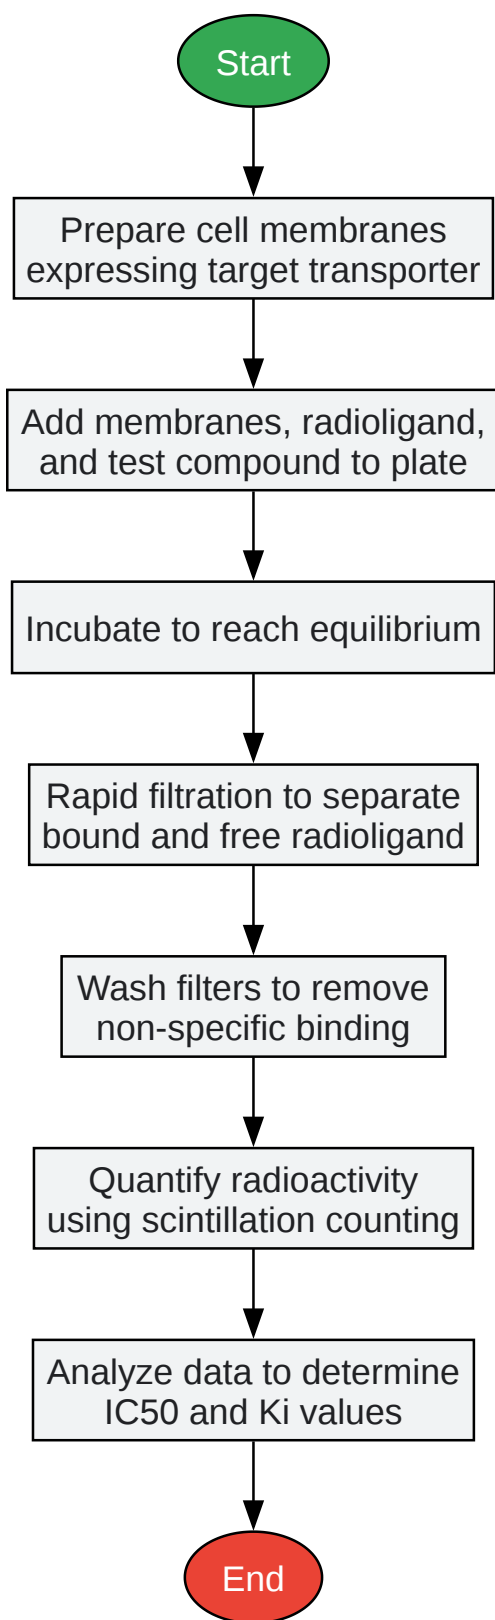 Start
Prepare cell membranes
expressing target transporter
Add membranes, radioligand,
and test compound to plate
Incubate to reach equilibrium
Rapid filtration to separate
bound and free radioligand
Wash filters to remove
non-specific binding
Quantify radioactivity
using scintillation counting
Analyze data to determine
IC50 and Ki values
End